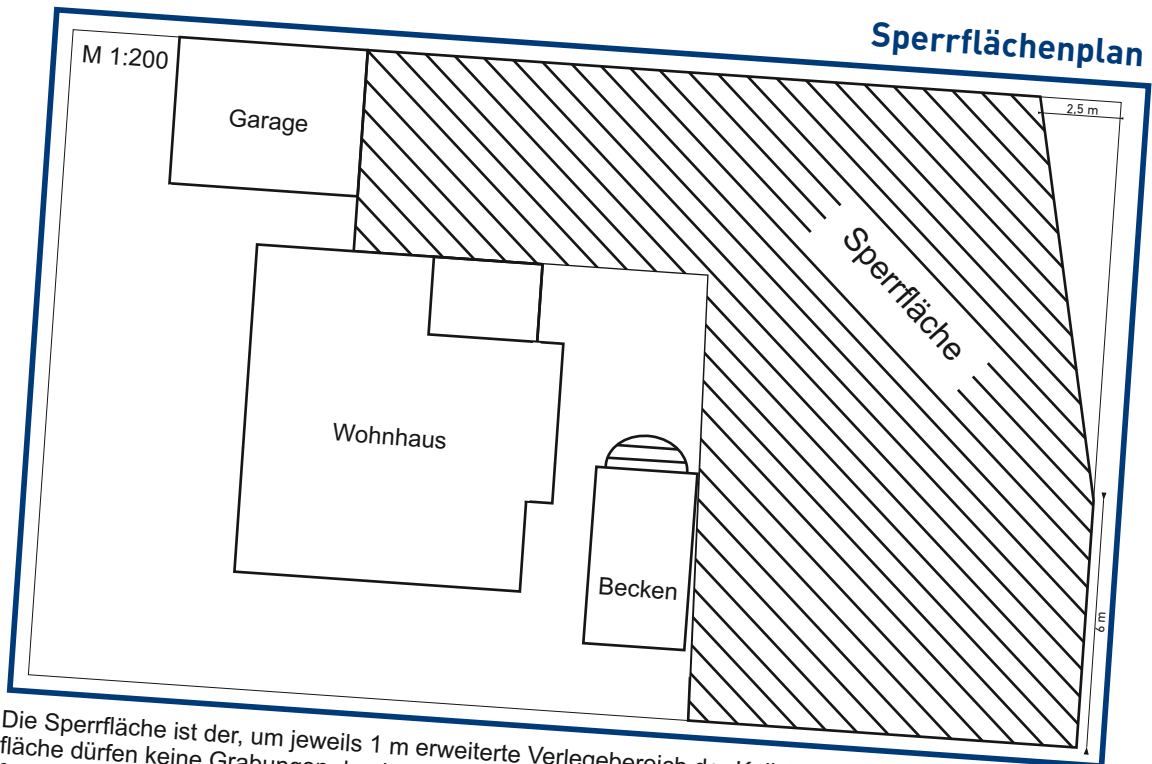 Sperrflächenplan
M 1:200
Garage
2,5 m
Sperrfläche
Wohnhaus
Becken
6 m
Die Sperrfläche ist der, um jeweils 1 m erweiterte Verlegebereich
fläche dürfen keine Grabungen